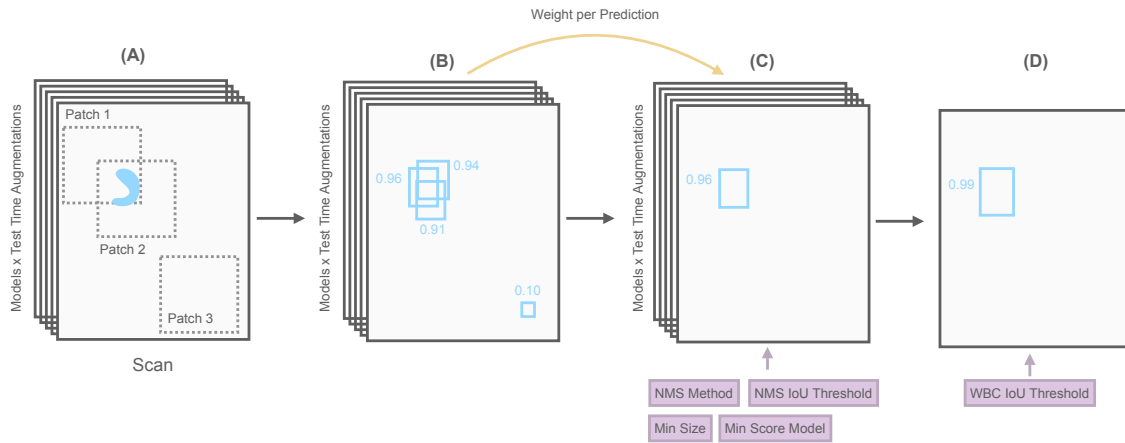 Weight per Prediction
(A)
(B)
(C)
(D)
Models x Test Time Augmentations
Patch 1
Patch 2
Patch 3
Scan
Models x Test Time Augmentations
0.96
0.94
0.91
0.10
Models x Test Time Augmentations
0.96
0.99
NMS Method
NMS IoU Threshold
Min Size
Min Score Model
WBC IoU Threshold